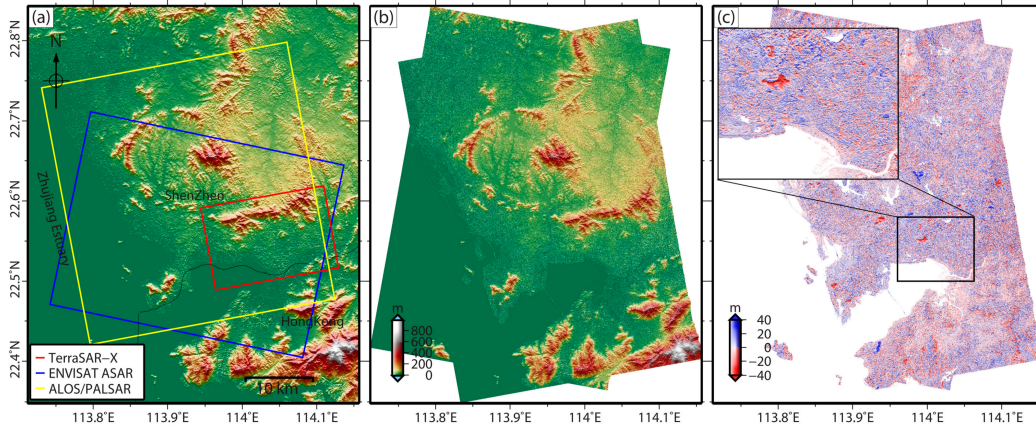 (a)
(b)
(c)
22.8°N
22.7°N
22.6°N
22.5°N
22.4°N
N
Zhujiang Estuary
ShenZhen
HongKong
10 km
TerraSAR−X
ENVISAT ASAR
ALOS/PALSAR
m
800
600
400
200
0
m
40
20
0
−20
−40
113.8°E
113.9°E
114°E
114.1°E
113.8°E
113.9°E
114°E
114.1°E
113.8°E
113.9°E
114°E
114.1°E